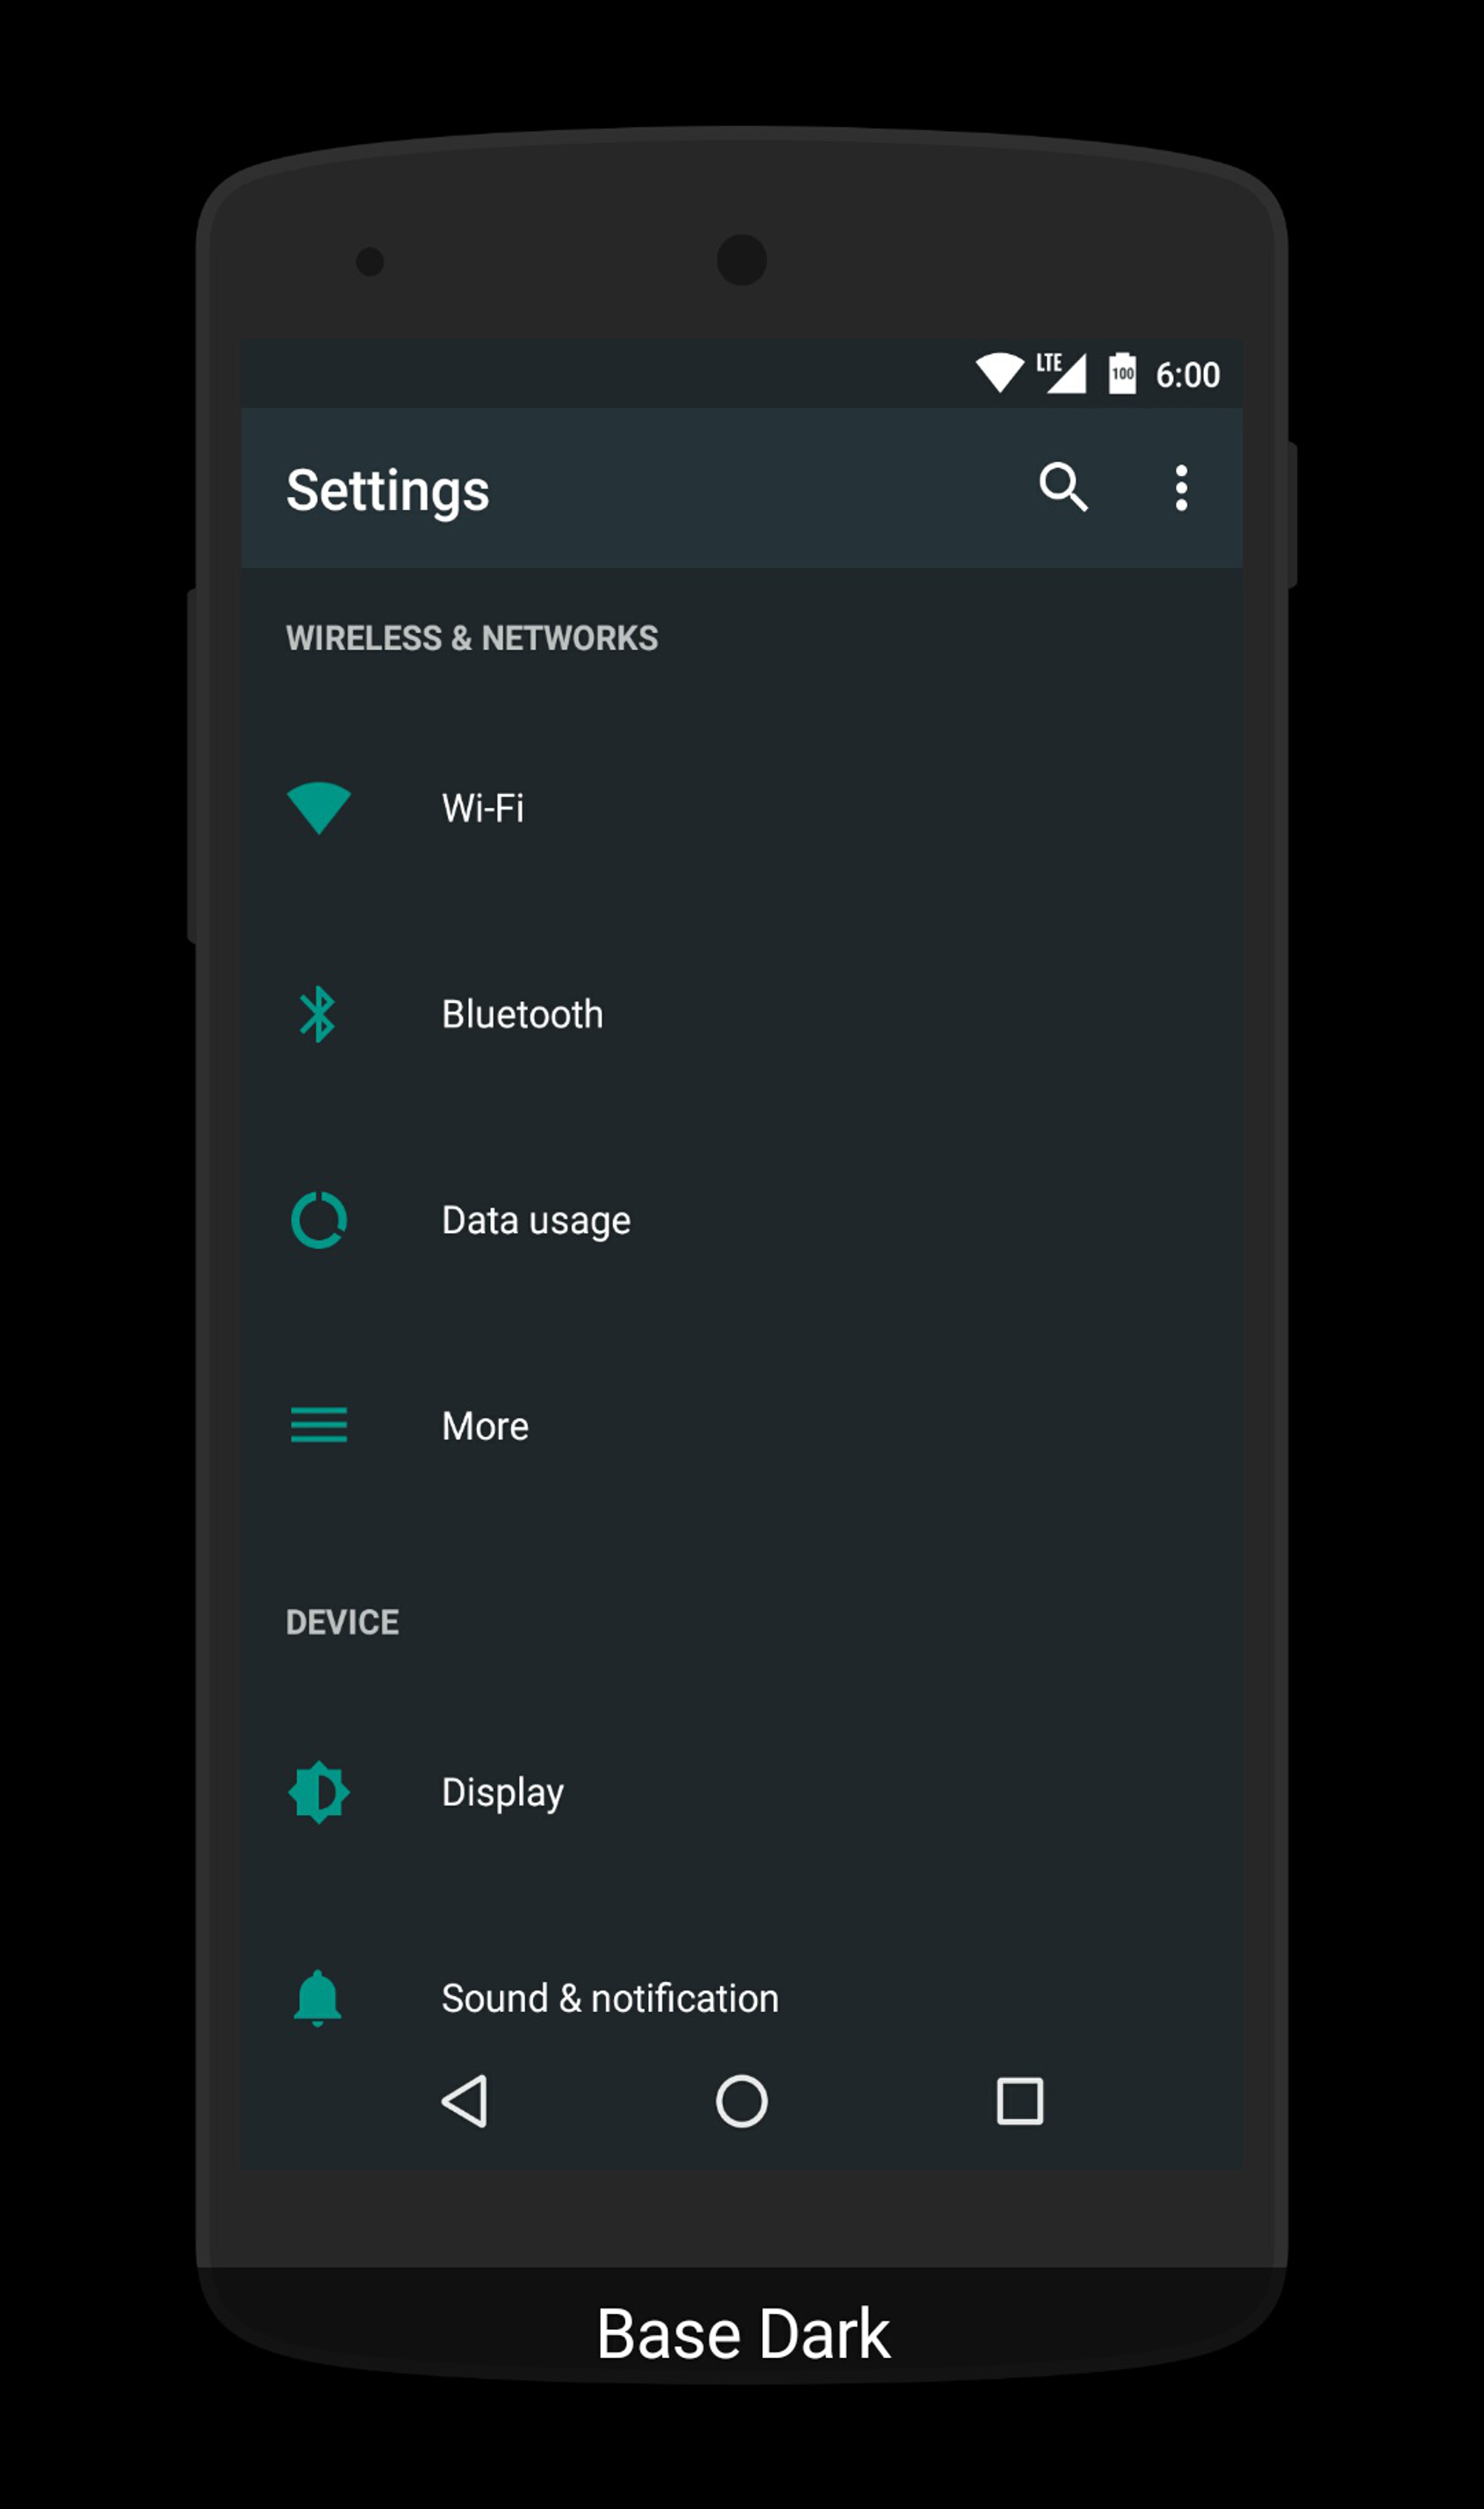 LTE 100 6:00
Settings
WIRELESS & NETWORKS
Wi-Fi
Bluetooth
Data usage
More
DEVICE
Display
Sound & notification
Base Dark